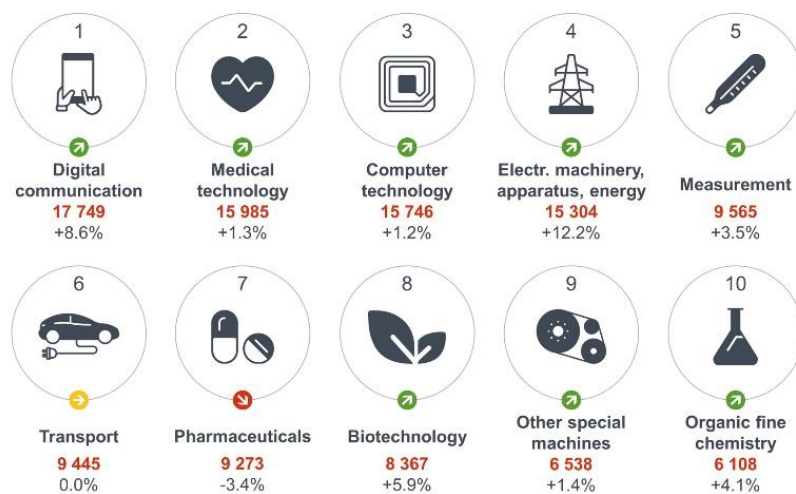 1
Digital
communication
17 749
+8.6%
2
Medical
technology
15 985
+1.3%
3
Computer
technology
15 746
+1.2%
4
Electr. machinery,
apparatus, energy
15 304
+12.2%
5
Measurement
9 565
+3.5%
6
Transport
9 445
0.0%
7
Pharmaceuticals
9 273
-3.4%
8
Biotechnology
8 367
+5.9%
9
Other special
machines
6 538
+1.4%
10
Organic fine
chemistry
6 108
+4.1%